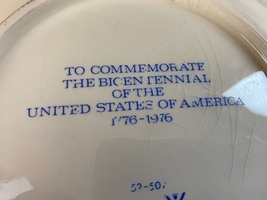 TO COMMEMORATE
THE BICENTENNIAL
OF THE
UNITED STATES OF AMERICA
1776-1976